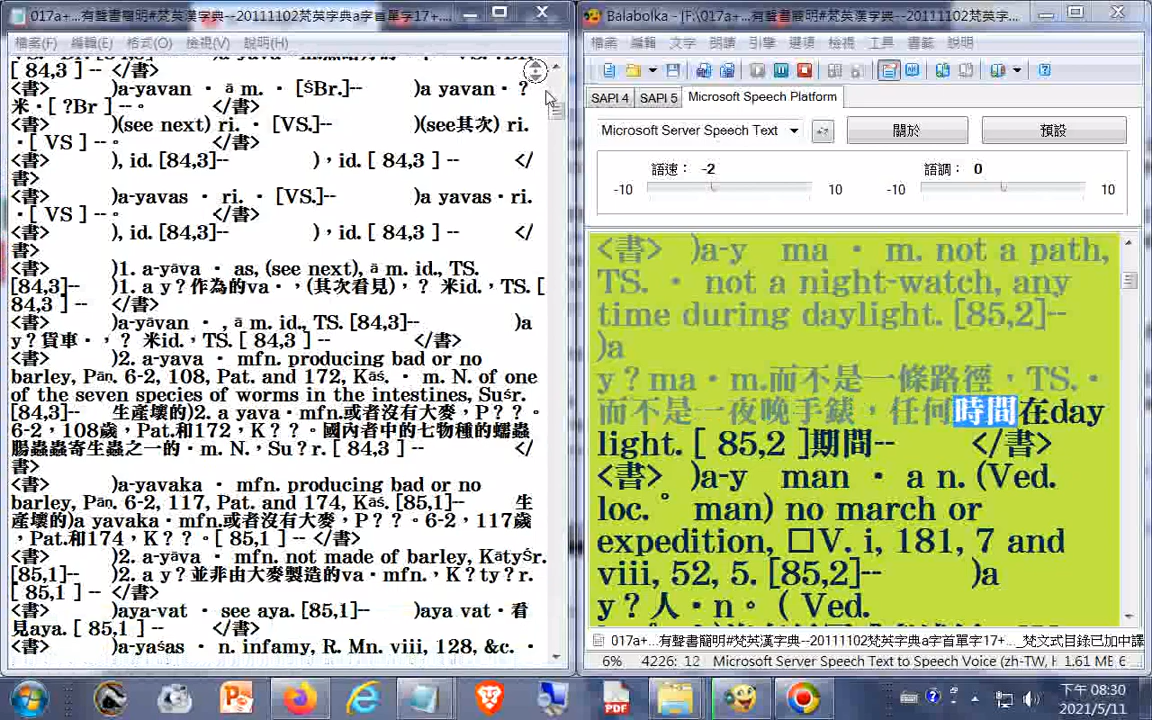 017a+...有聲書簡明#梵英漢字典--20111102梵英字典a字首單字17+...
檔案(F) 編輯(E) 格式(O) 檢視(V) 說明(H)
[ 84,3 ] -- </書>
<書> )a-yavan · ā m. · [ŚBr.]-- )a yavan · ?
米 · [ ?Br ] -- 。 </書>
<書> )(see next) ri. · [VS.]-- )(see其次) ri.
· [ VS ] -- 。 </書>
<書> ), id. [84,3]-- ) , id. [ 84,3 ] -- </
書>
<書> )a-yavas · ri. · [VS.]-- )a yavas · ri.
· [ VS ] -- 。 </書>
<書> ), id. [84,3]-- ) , id. [ 84,3 ] -- </
書>
<書> )1. a-yāva · as, (see next), ā m. id., TS.
[84,3]-- )1. a y?作為的va · , (其次看見) , ? 米id. , TS. [
84,3 ] -- </書>
<書> )a-yāvan · , ā m. id., TS. [84,3]-- )a
y?貨車 · , ? 米id. , TS. [ 84,3 ] -- </書>
<書> )2. a-yava · mfn. producing bad or no
barley, Pāṇ. 6-2, 108, Pat. and 172, Kāś. · m. N. of one
of the seven species of worms in the intestines, Suśr.
[84,3]-- 生產壞的)2. a yava · mfn.或者沒有大麥 , P??。
6-2 , 108歲 , Pat.和172 , K??。國內者中的七物種的蠕蟲
腸蟲蟲寄生蟲之一的 · m. N. , Su?r. [ 84,3 ] -- </
書>
<書> )a-yavaka · mfn. producing bad or no
barley, Pāṇ. 6-2, 117, Pat. and 174, Kāś. [85,1]-- 生
產壞的)a yavaka · mfn.或者沒有大麥 , P??。6-2 , 117歲
, Pat.和174 , K??。[ 85,1 ] -- </書>
<書> )2. a-yāva · mfn. not made of barley, KātyŚr.
[85,1]-- )2. a y?並非由大麥製造的va · mfn. , K?ty?r.
[ 85,1 ] -- </書>
<書> )aya-vat · see aya. [85,1]-- )aya vat · 看
見aya. [ 85,1 ] -- </書>
<書> )a-yaśas · n. infamy, R. Mn. viii, 128, &c. ·
Balabolka - [F:\017a+...有聲書簡明#梵英漢字典--20111102梵英字...
檔案 編輯 文字 朗讀 引擎 選項 檢視 工具 書籤 說明
SAPI 4 SAPI 5 Microsoft Speech Platform
Microsoft Server Speech Text 關於 預設
語速: -2 語調: 0
-10 10 -10 10
<書> )a-y ma · m. not a path,
TS. · not a night-watch, any
time during daylight. [85,2]--
)a
y?ma · m.而不是一條路徑 , TS. ·
而不是一夜晚手錶 , 任何時間在day
light. [ 85,2 ]期間-- </書>
<書> )a-y man · a n. (Ved.
loc. ° man) no march or
expedition, □V. i, 181, 7 and
viii, 52, 5. [85,2]-- )a
y?人 · n。( Ved.
017a+...有聲書簡明#梵英漢字典--20111102梵英字典a字首單字17+..._梵文式目錄已加中譯
6% 4226: 12 Microsoft Server Speech Text to Speech Voice (zh-TW, H 1.61 MB
下午 08:30
2021/5/11